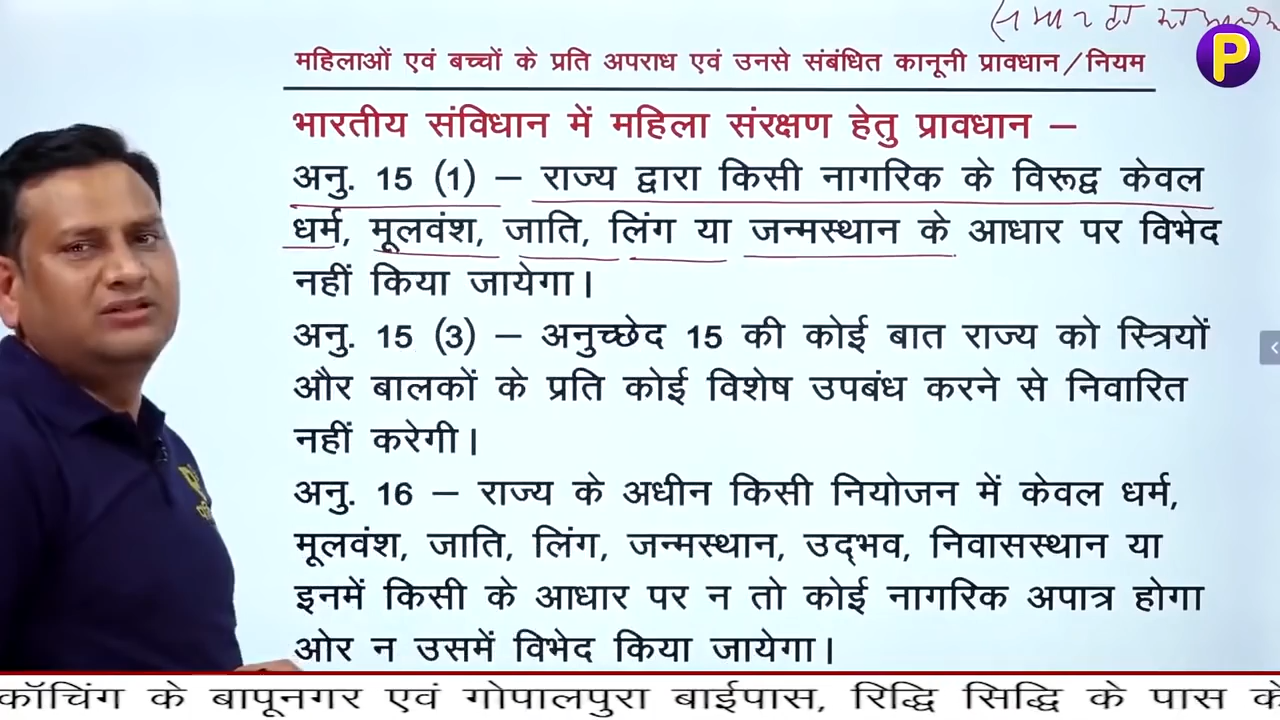 P
महिलाओं एवं बच्चों के प्रति अपराध एवं उनसे संबंधित कानूनी प्रावधान/नियम
भारतीय संविधान में महिला संरक्षण हेतु प्रावधान –
अनु. 15 (1) – राज्य द्वारा किसी नागरिक के विरूद्व केवल
धर्म, मूलवंश, जाति, लिंग या जन्मस्थान के आधार पर विभेद
नहीं किया जायेगा।
अनु. 15 (3) – अनुच्छेद 15 की कोई बात राज्य को स्त्रियों
और बालकों के प्रति कोई विशेष उपबंध करने से निवारित
नहीं करेगी।
अनु. 16 – राज्य के अधीन किसी नियोजन में केवल धर्म,
मूलवंश, जाति, लिंग, जन्मस्थान, उद्‌भव, निवासस्थान या
इनमें किसी के आधार पर न तो कोई नागरिक अपात्र होगा
ओर न उसमें विभेद किया जायेगा।
कॉचिंग के बापूनगर एवं गोपालपुरा बाईपास, रिद्धि सिद्धि के पास के